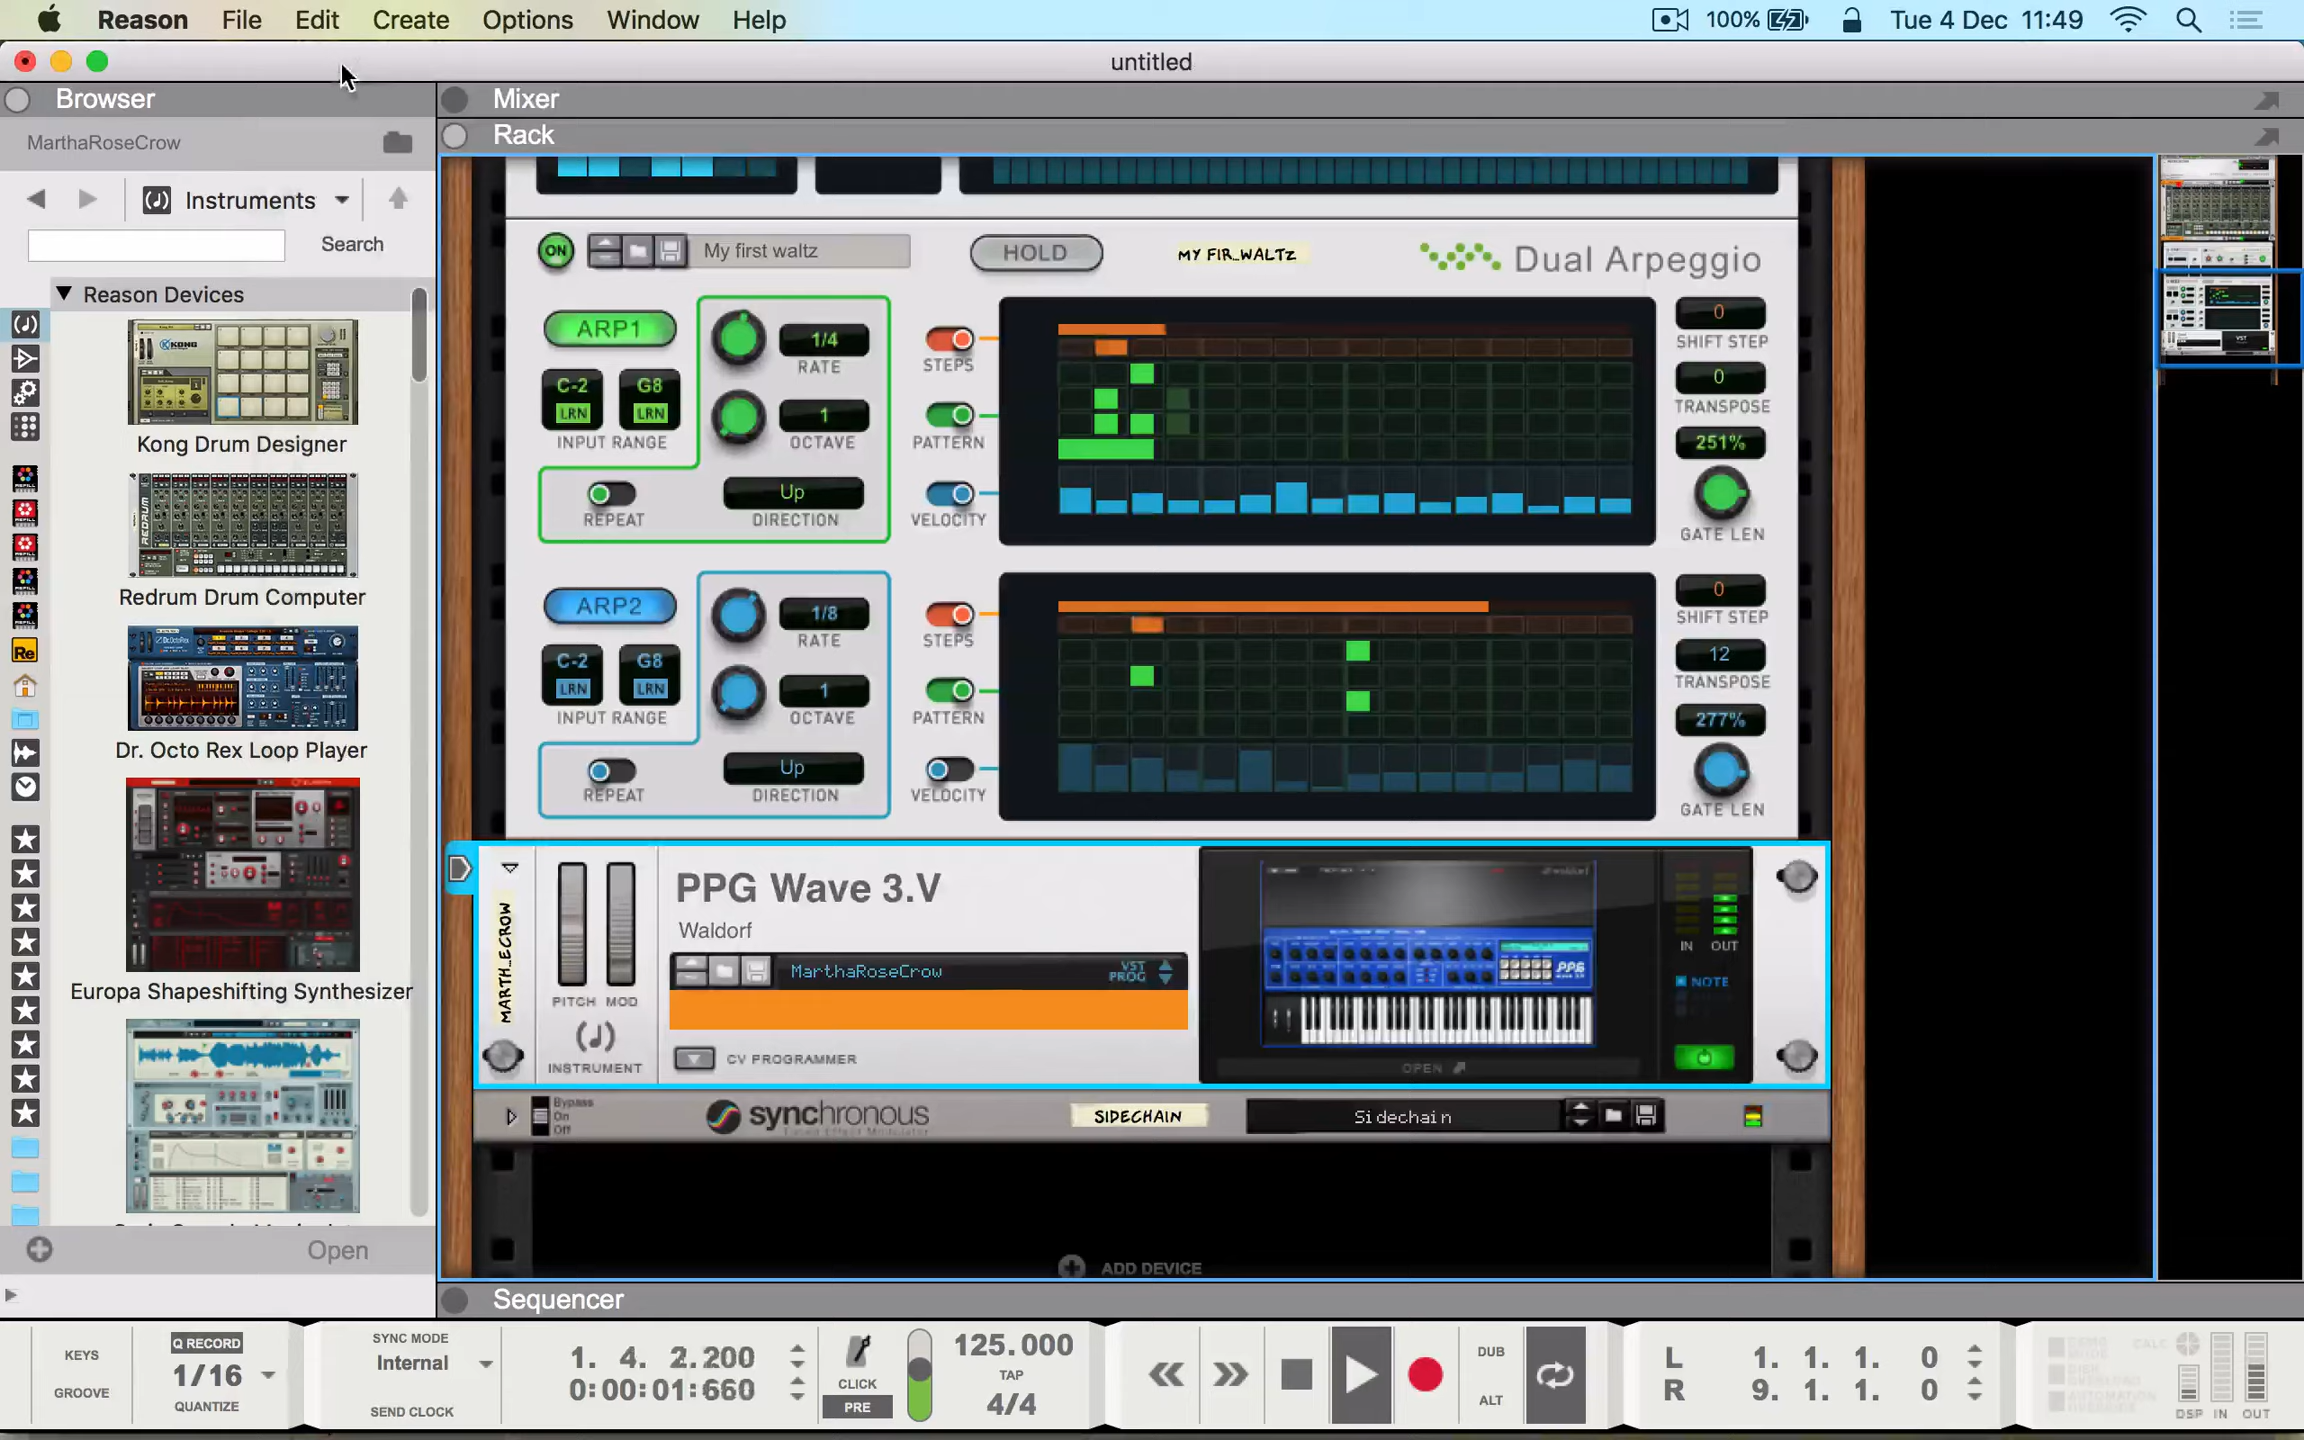 Reason File Edit Create Options Window Help 100% Tue 4 Dec 11:49
untitled
Browser
Mixer
MarthaRoseCrow
Rack
Instruments
Search
Reason Devices
Kong Drum Designer
Redrum Drum Computer
Dr. Octo Rex Loop Player
Europa Shapeshifting Synthesizer
Re
Open
ON My first waltz HOLD MY FIR_WALTZ Dual Arpeggio
ARP1
1/4
RATE
C-2 G8
LRN LRN
INPUT RANGE
1
OCTAVE
REPEAT
Up
DIRECTION
STEPS
PATTERN
VELOCITY
0
SHIFT STEP
0
TRANSPOSE
251%
GATE LEN
ARP2
1/8
RATE
C-2 G8
LRN LRN
INPUT RANGE
1
OCTAVE
REPEAT
Up
DIRECTION
STEPS
PATTERN
VELOCITY
0
SHIFT STEP
12
TRANSPOSE
277%
GATE LEN
MARTH_ECROW
PITCH MOD
INSTRUMENT
PPG Wave 3.V
Waldorf
MarthaRoseCrow
VST
PROG
CV PROGRAMMER
OPEN
IN OUT
NOTE
Bypass
On
Off
synchronous
SIDECHAIN
Sidechain
ADD DEVICE
Sequencer
KEYS
GROOVE
Q RECORD
1/16
QUANTIZE
SYNC MODE
Internal
SEND CLOCK
1. 4. 2.200
0:00:01:660
CLICK
PRE
125.000
TAP
4/4
DUB
ALT
L 1. 1. 1. 0
R 9. 1. 1. 0
CALC
DSP IN OUT